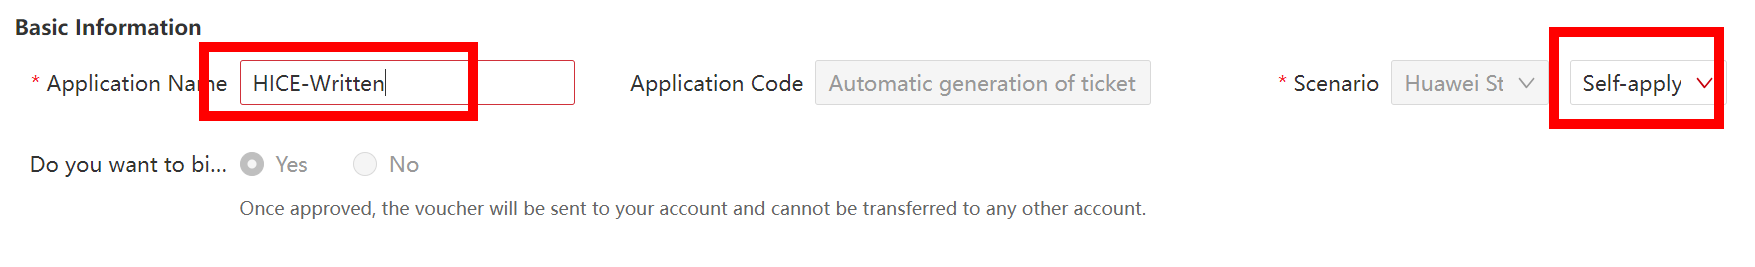 Basic Information
* Application Name HICE-Written Application Code Automatic generation of ticket * Scenario Huawei St Self-apply
Do you want to bi... Yes No
Once approved, the voucher will be sent to your account and cannot be transferred to any other account.